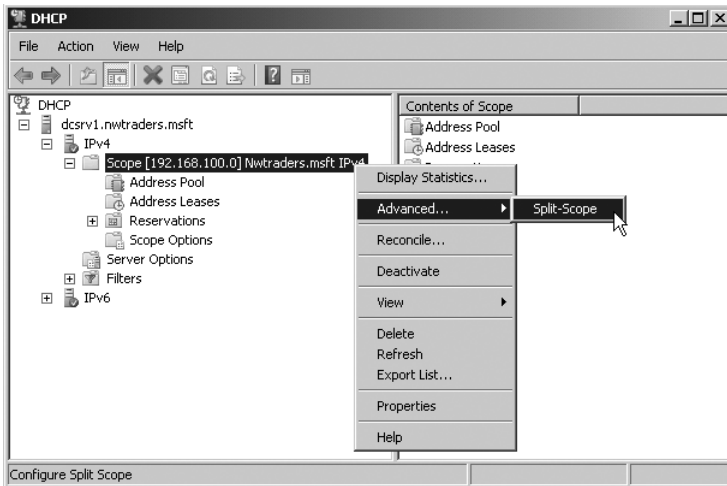 DHCP
File Action View Help
DHCP
dcsrv1.nwtraders.msft
IPv4
Scope [192.168.100.0] Nwtraders.msft IPv4
Address Pool
Address Leases
Reservations
Scope Options
Server Options
Filters
IPv6
Contents of Scope
Address Pool
Address Leases
Display Statistics...
Advanced...
Split-Scope
Reconcile...
Deactivate
View
Delete
Refresh
Export List...
Properties
Help
Configure Split Scope